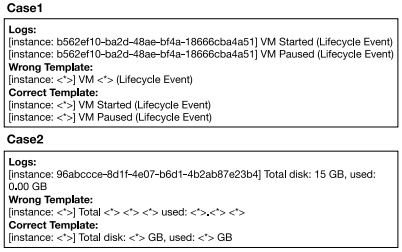 Case1
Logs:
[instance: b562ef10-ba2d-48ae-bf4a-18666cba4a51] VM Started (Lifecycle Event)
[instance: b562ef10-ba2d-48ae-bf4a-18666cba4a51] VM Paused (Lifecycle Event)
Wrong Template:
[instance: <*>] VM <*> (Lifecycle Event)
Correct Template:
[instance: <*>] VM Started (Lifecycle Event)
[instance: <*>] VM Paused (Lifecycle Event)
Case2
Logs:
[instance: 96abccce-8d1f-4e07-b6d1-4b2ab87e23b4] Total disk: 15 GB, used:
0.00 GB
Wrong Template:
[instance: <*>] Total <*> <*> <*> used: <*>.<*> <*>
Correct Template:
[instance: <*>] Total disk: <*> GB, used: <*> GB